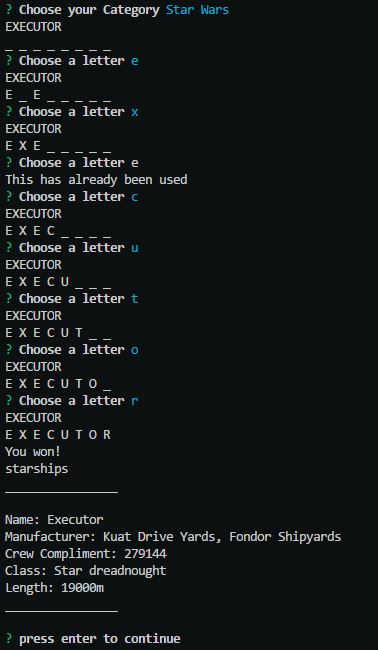 ? Choose your Category Star Wars
EXECUTOR
_ _ _ _ _ _ _ _
? Choose a letter e
EXECUTOR
E _ E _ _ _ _ _
? Choose a letter x
EXECUTOR
E X E _ _ _ _ _
? Choose a letter e
This has already been used
? Choose a letter c
EXECUTOR
E X E C _ _ _ _
? Choose a letter u
EXECUTOR
E X E C U _ _ _
? Choose a letter t
EXECUTOR
E X E C U T _ _
? Choose a letter o
EXECUTOR
E X E C U T O _
? Choose a letter r
EXECUTOR
E X E C U T O R
You won!
starships
________________
Name: Executor
Manufacturer: Kuat Drive Yards, Fondor Shipyards
Crew Compliment: 279144
Class: Star dreadnought
Length: 19000m
________________
? press enter to continue